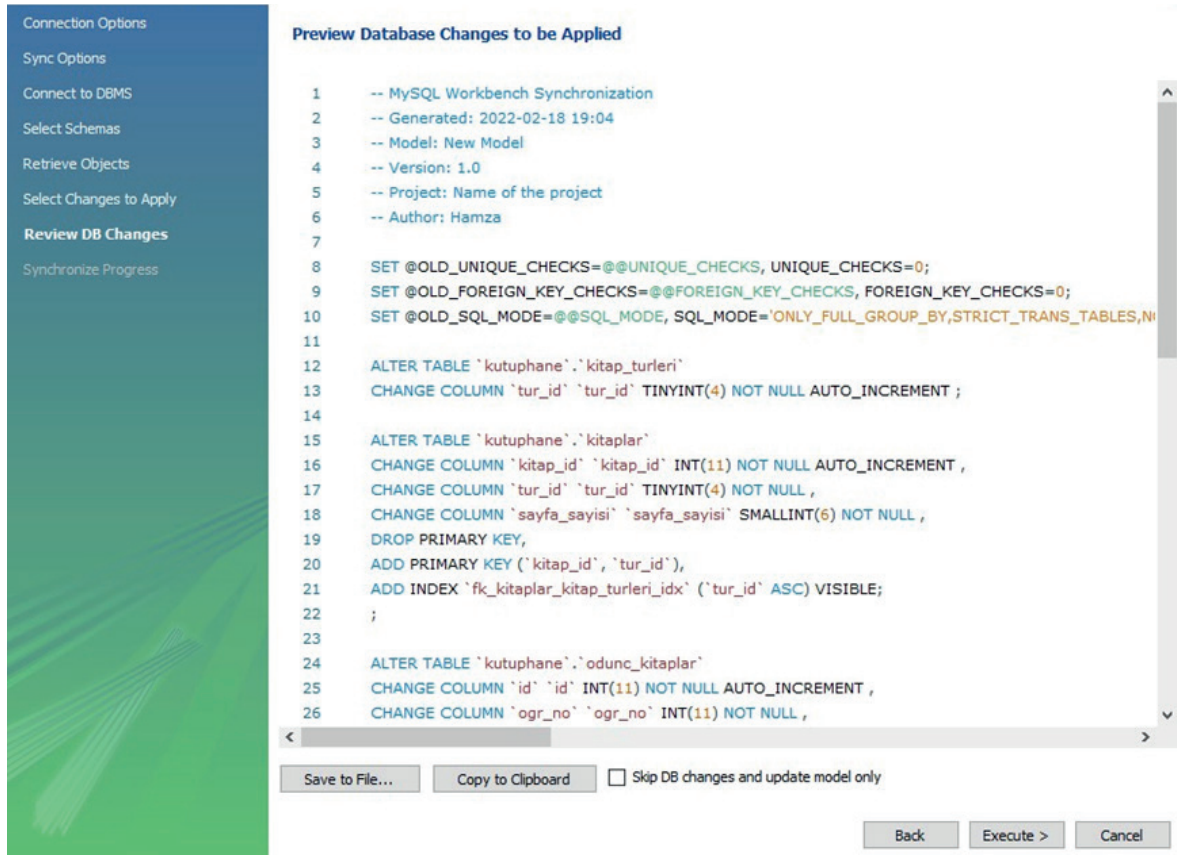 Connection Options
Sync Options
Connect to DBMS
Select Schemas
Retrieve Objects
Select Changes to Apply
Review DB Changes
Synchronize Progress
Preview Database Changes to be Applied
1 -- MySQL Workbench Synchronization
2 -- Generated: 2022-02-18 19:04
3 -- Model: New Model
4 -- Version: 1.0
5 -- Project: Name of the project
6 -- Author: Hamza
7
8 SET @OLD_UNIQUE_CHECKS=@@UNIQUE_CHECKS, UNIQUE_CHECKS=0;
9 SET @OLD_FOREIGN_KEY_CHECKS=@@FOREIGN_KEY_CHECKS, FOREIGN_KEY_CHECKS=0;
10 SET @OLD_SQL_MODE=@@SQL_MODE, SQL_MODE='ONLY_FULL_GROUP_BY,STRICT_TRANS_TABLES,
11
12 ALTER TABLE `kutuphane`.`kitap_turleri`
13 CHANGE COLUMN `tur_id` `tur_id` TINYINT(4) NOT NULL AUTO_INCREMENT ;
14
15 ALTER TABLE `kutuphane`.`kitaplar`
16 CHANGE COLUMN `kitap_id` `kitap_id` INT(11) NOT NULL AUTO_INCREMENT ,
17 CHANGE COLUMN `tur_id` `tur_id` TINYINT(4) NOT NULL ,
18 CHANGE COLUMN `sayfa_sayisi` `sayfa_sayisi` SMALLINT(6) NOT NULL ,
19 DROP PRIMARY KEY,
20 ADD PRIMARY KEY (`kitap_id`, `tur_id`),
21 ADD INDEX `fk_kitaplar_kitap_turleri_idx` (`tur_id` ASC) VISIBLE;
22 ;
23
24 ALTER TABLE `kutuphane`.`odunc_kitaplar`
25 CHANGE COLUMN `id` `id` INT(11) NOT NULL AUTO_INCREMENT ,
26 CHANGE COLUMN `ogr_no` `ogr_no` INT(11) NOT NULL ,
Save to File...
Copy to Clipboard
Skip DB changes and update model only
Back
Execute >
Cancel